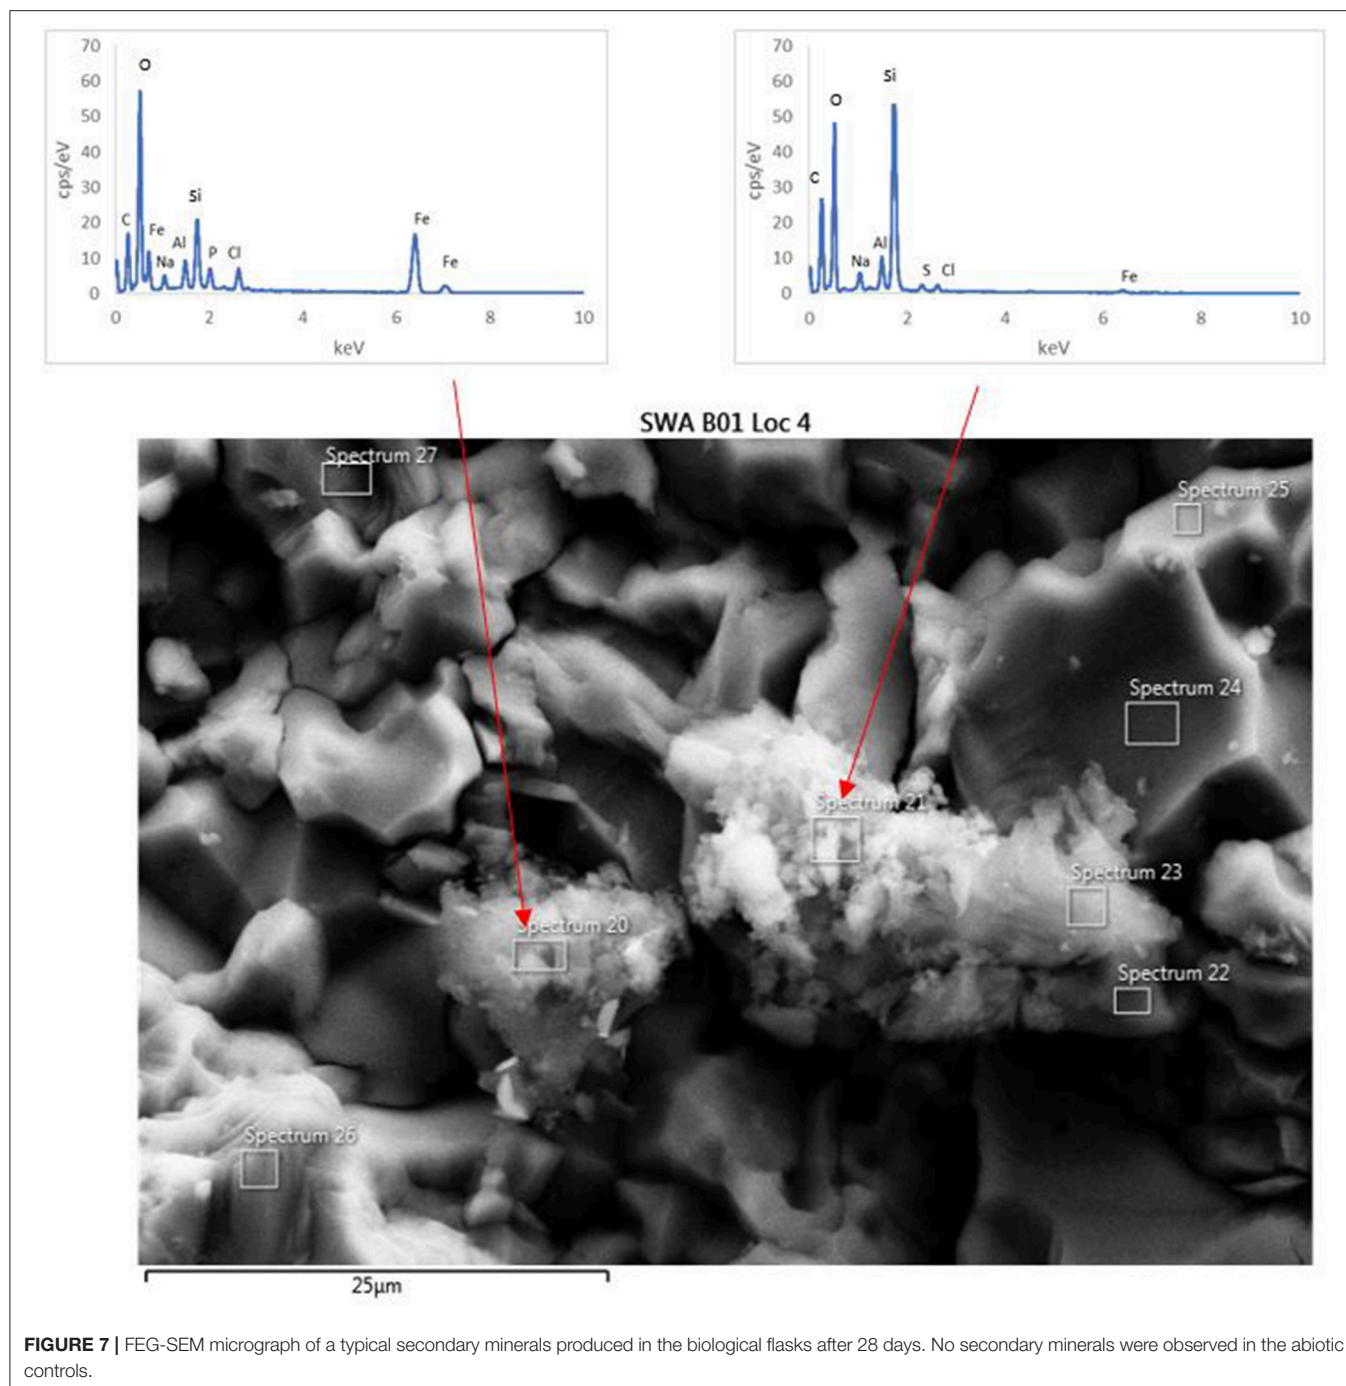 70
60
50
40
30
20
10
0
cps/eV
O
C
Fe
Na
Al
Si
P
Cl
Fe
Fe
0 2 4 6 8 10
keV
70
60
50
40
30
20
10
0
cps/eV
C
O
Na
Al
Si
S
Cl
Fe
0 2 4 6 8 10
keV
SWA B01 Loc 4
Spectrum 27
Spectrum 25
Spectrum 24
Spectrum 21
Spectrum 23
Spectrum 20
Spectrum 22
Spectrum 26
25µm
FIGURE 7 | FEG-SEM micrograph of a typical secondary minerals produced in the biological flasks after 28 days. No secondary minerals were observed in the abiotic
controls.